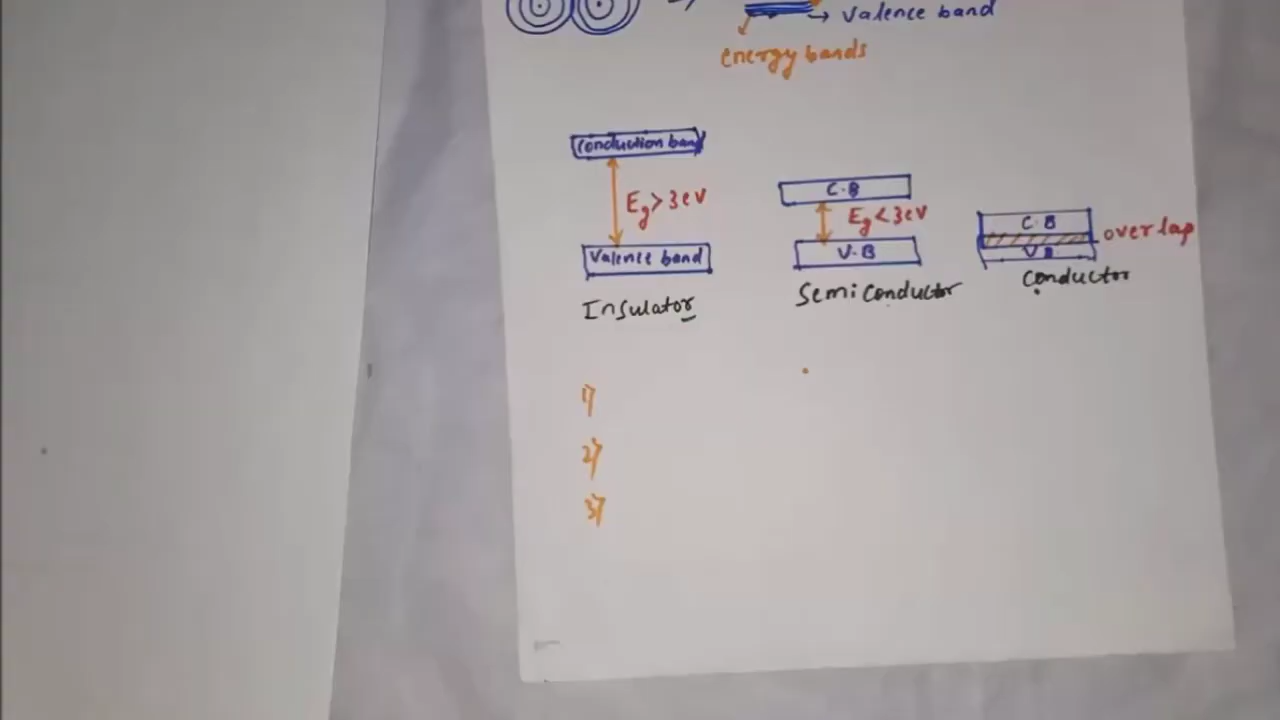 → valence band
energy bands
Conduction band
Eg > 3eV
Valence band
Insulator
C.B
Eg < 3eV
V.B
Semiconductor
C.B
overlap
V.B
Conductor
1)
2)
3)